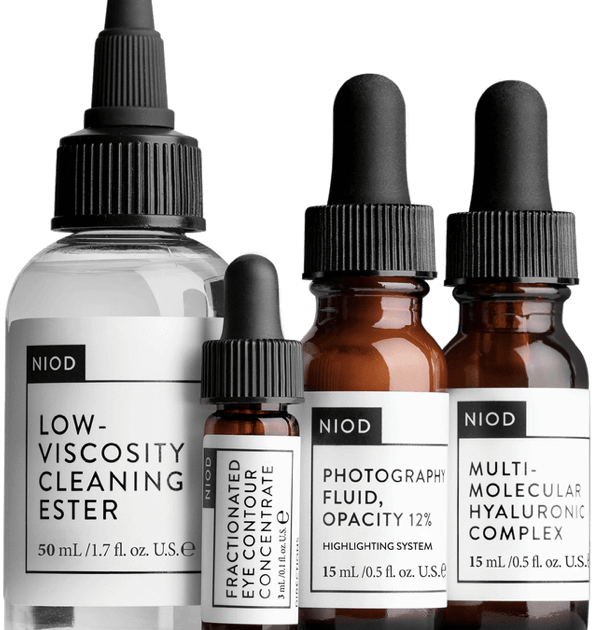 NIOD
LOW-
VISCOSITY
CLEANING
ESTER
50 mL /1.7 fl. oz. U.S.℮
NIOD
FRACTIONATED
EYE CONTOUR
CONCENTRATE
3 mL /0.1 fl. oz. U.S.℮
NIOD
PHOTOGRAPHY
FLUID,
OPACITY 12%
HIGHLIGHTING SYSTEM
15 mL /0.5 fl. oz. U.S.℮
NIOD
MULTI-
MOLECULAR
HYALURONIC
COMPLEX
15 mL /0.5 fl. oz. U.S.